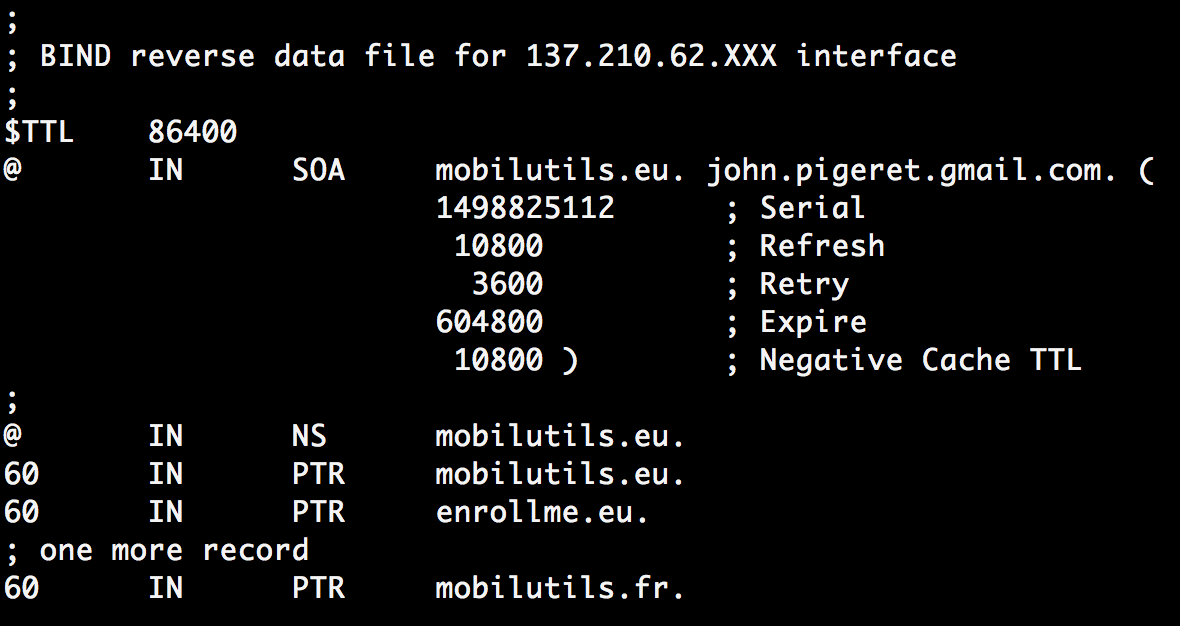 ;
; BIND reverse data file for 137.210.62.XXX interface
;
$TTL    86400
@       IN      SOA     mobilutils.eu. john.pigeret.gmail.com. (
                        1498825112      ; Serial
                         10800          ; Refresh
                          3600          ; Retry
                        604800          ; Expire
                         10800 )        ; Negative Cache TTL
;
@       IN      NS      mobilutils.eu.
60      IN      PTR     mobilutils.eu.
60      IN      PTR     enrollme.eu.
; one more record
60      IN      PTR     mobilutils.fr.